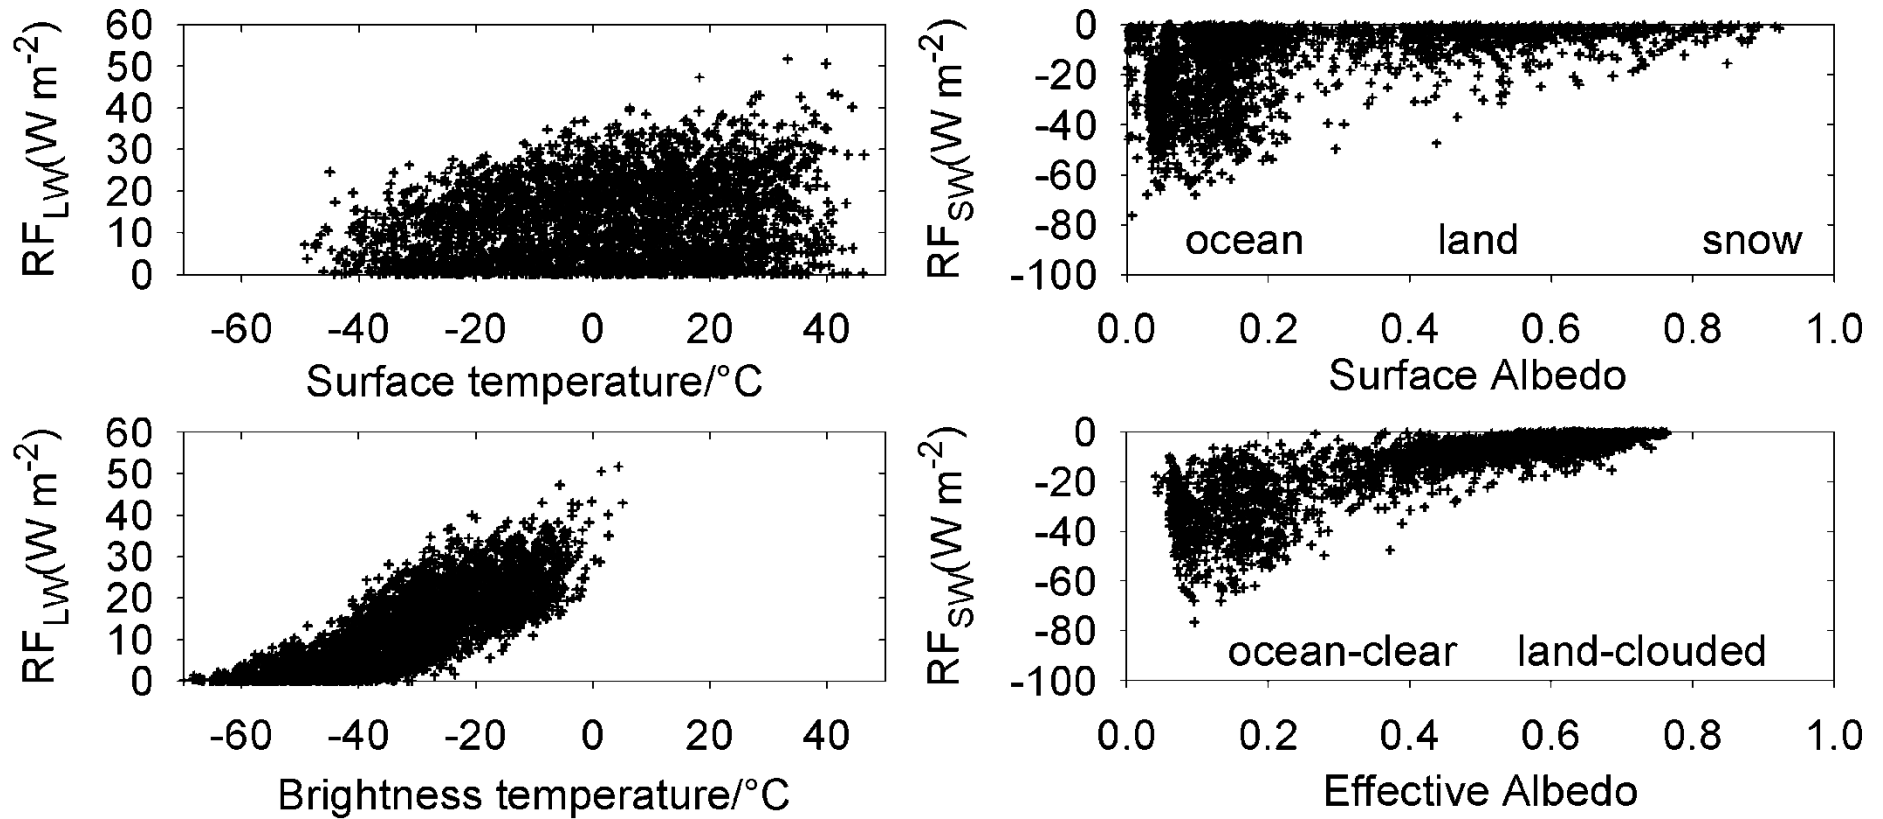 RF_LW(W m^-2)
60
50
40
30
20
10
0
-60 -40 -20 0 20 40
Surface temperature/°C
RF_SW(W m^-2)
0
-20
-40
-60
-80
-100
ocean land snow
0.0 0.2 0.4 0.6 0.8 1.0
Surface Albedo
RF_LW(W m^-2)
60
50
40
30
20
10
0
-60 -40 -20 0 20 40
Brightness temperature/°C
RF_SW(W m^-2)
0
-20
-40
-60
-80
-100
ocean-clear land-clouded
0.0 0.2 0.4 0.6 0.8 1.0
Effective Albedo